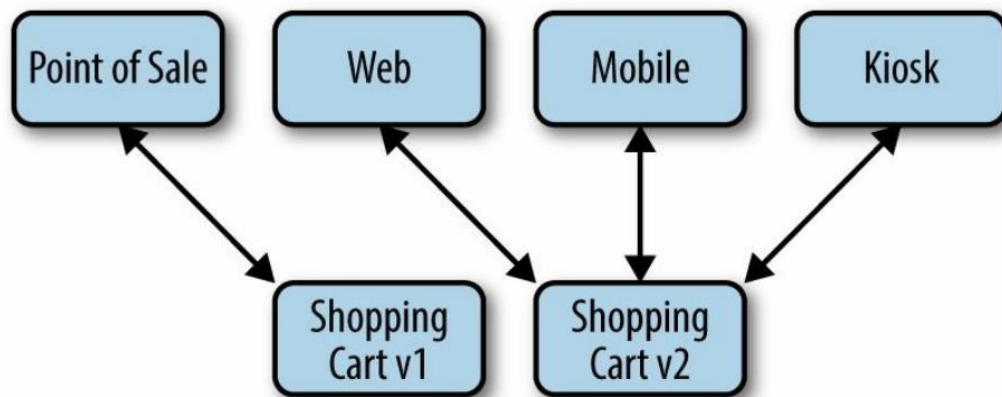 Point of Sale
Web
Mobile
Kiosk
Shopping
Cart v1
Shopping
Cart v2